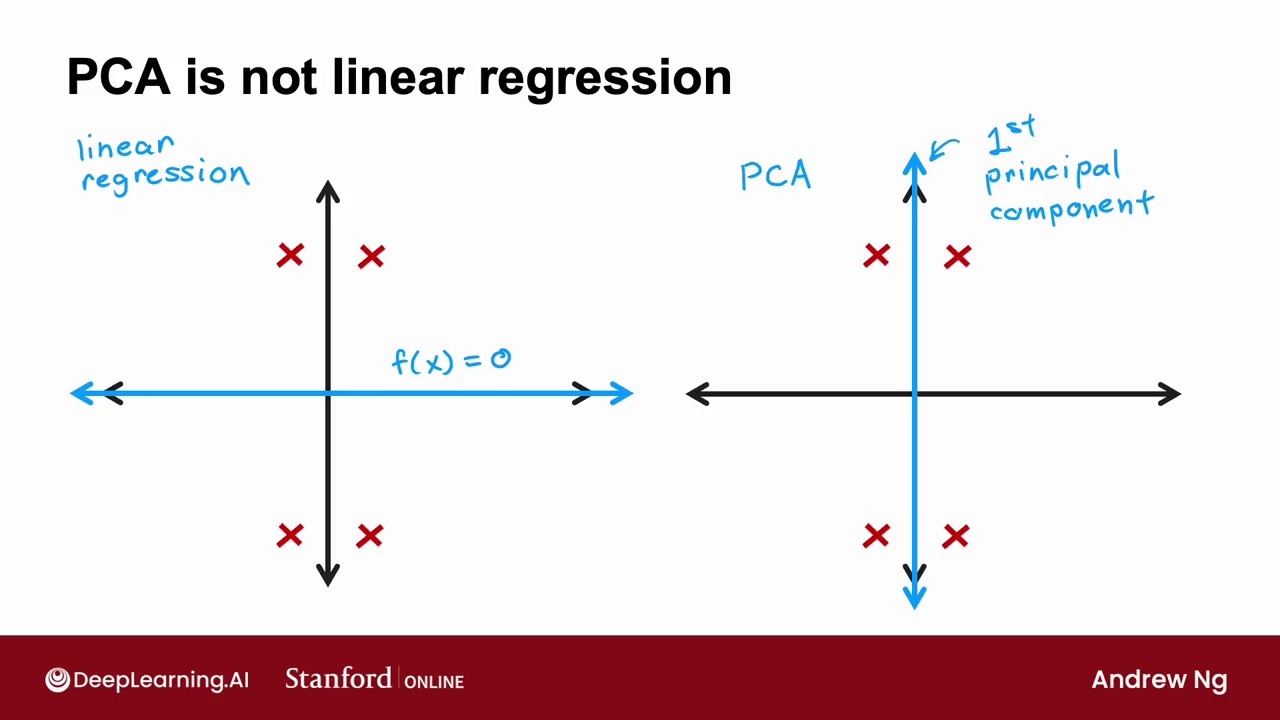 PCA is not linear regression
linear
regression
f(x) = 0
PCA
1st
principal
component
DeepLearning.AI
Stanford | ONLINE
Andrew Ng